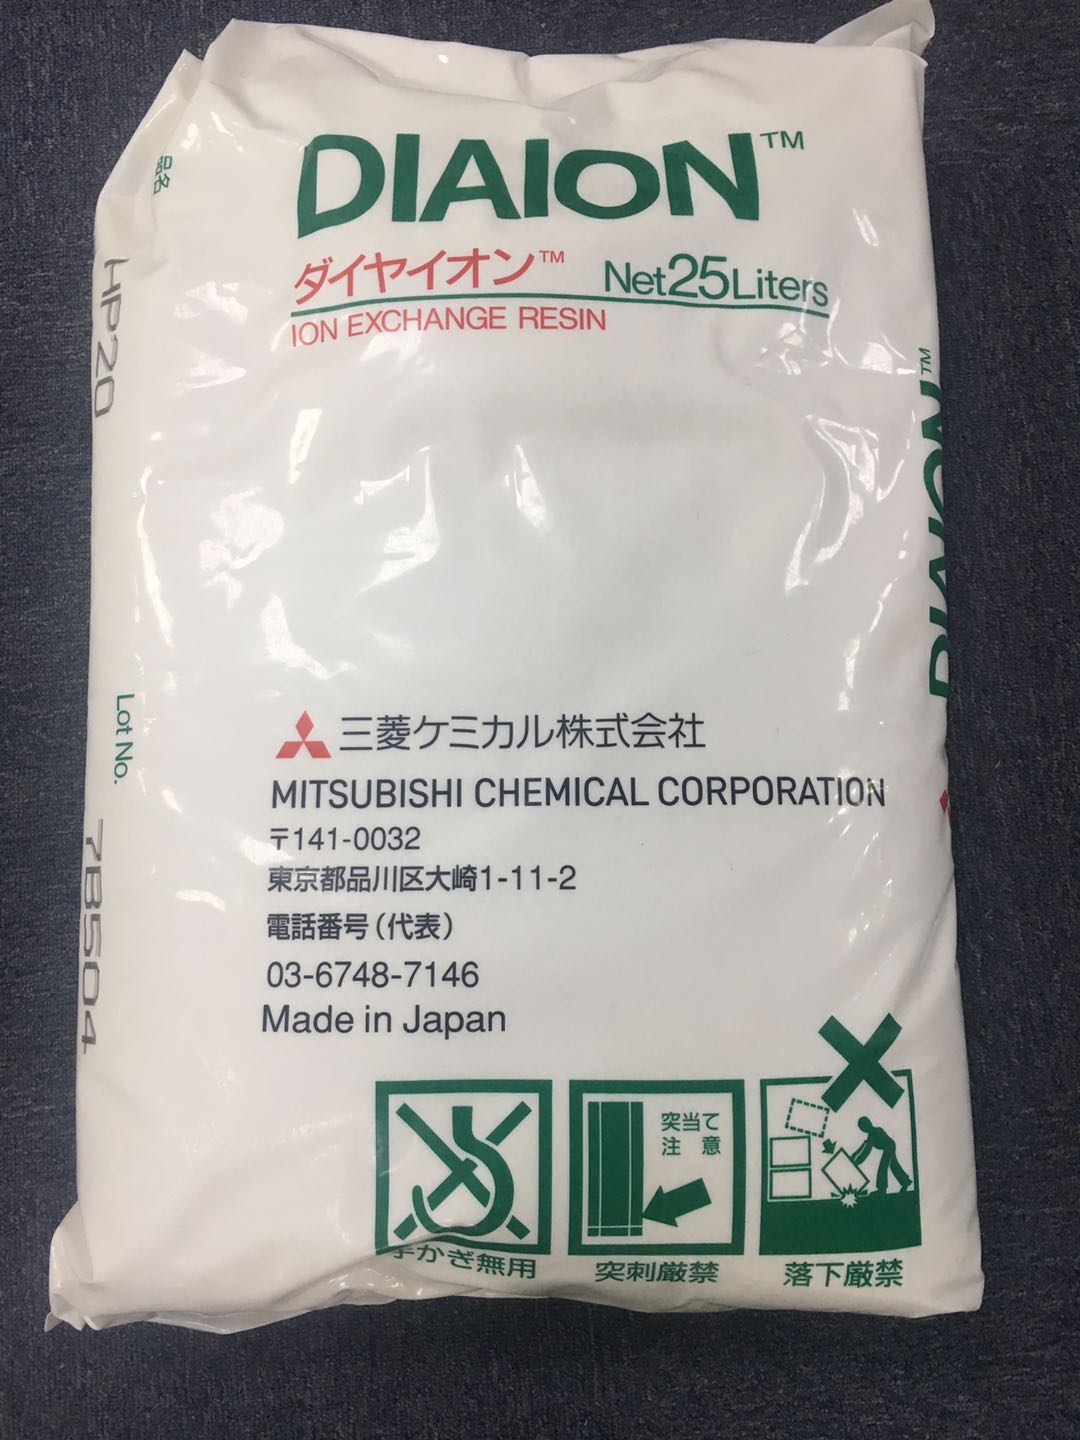 DIAION™
ダイヤイオン™ Net25Liters
ION EXCHANGE RESIN
品名
HP20
Lot No.
7B504
DIAION™
三菱ケミカル株式会社
MITSUBISHI CHEMICAL CORPORATION
〒141-0032
東京都品川区大崎1-11-2
電話番号(代表)
03-6748-7146
Made in Japan
突当て
注意
手かぎ無用
突刺厳禁
落下厳禁